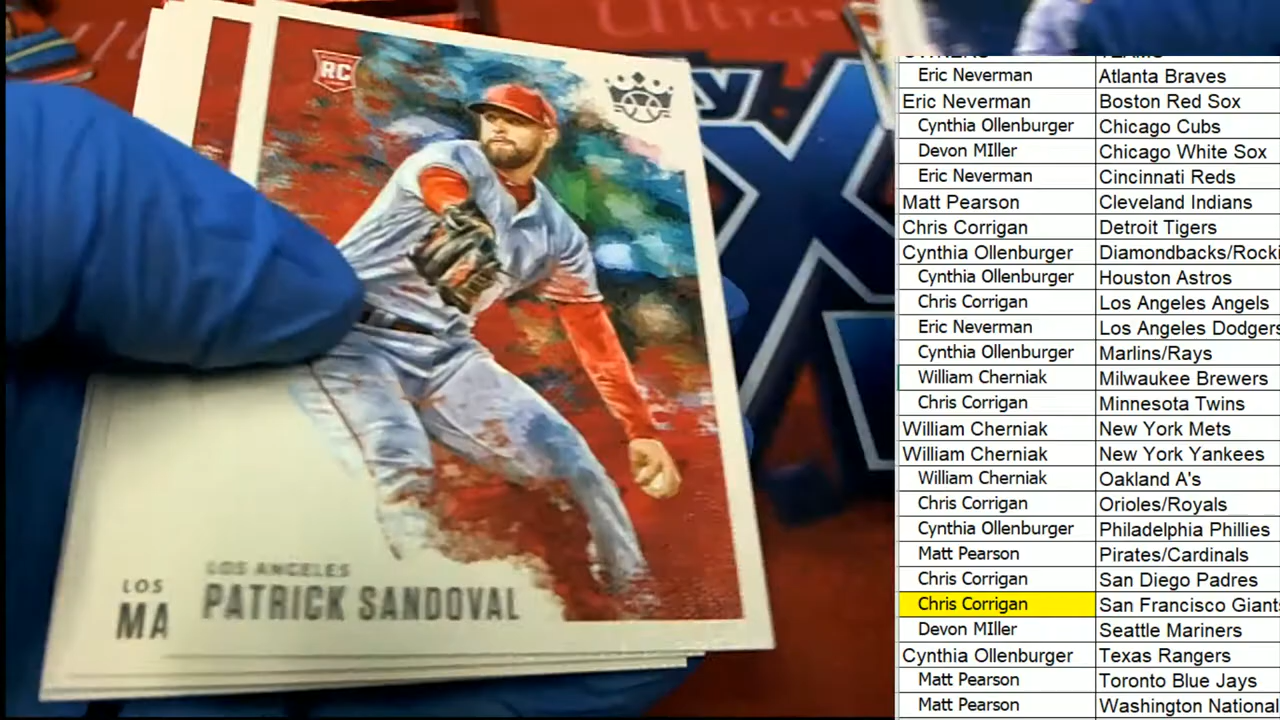 Ultra-
RC
y
X
LOS
MA
LOS ANGELES
PATRICK SANDOVAL
Eric Neverman Atlanta Braves
Eric Neverman Boston Red Sox
Cynthia Ollenburger Chicago Cubs
Devon MIller Chicago White Sox
Eric Neverman Cincinnati Reds
Matt Pearson Cleveland Indians
Chris Corrigan Detroit Tigers
Cynthia Ollenburger Diamondbacks/Rocki
Cynthia Ollenburger Houston Astros
Chris Corrigan Los Angeles Angels
Eric Neverman Los Angeles Dodgers
Cynthia Ollenburger Marlins/Rays
William Cherniak Milwaukee Brewers
Chris Corrigan Minnesota Twins
William Cherniak New York Mets
William Cherniak New York Yankees
William Cherniak Oakland A's
Chris Corrigan Orioles/Royals
Cynthia Ollenburger Philadelphia Phillies
Matt Pearson Pirates/Cardinals
Chris Corrigan San Diego Padres
Chris Corrigan San Francisco Giants
Devon MIller Seattle Mariners
Cynthia Ollenburger Texas Rangers
Matt Pearson Toronto Blue Jays
Matt Pearson Washington National